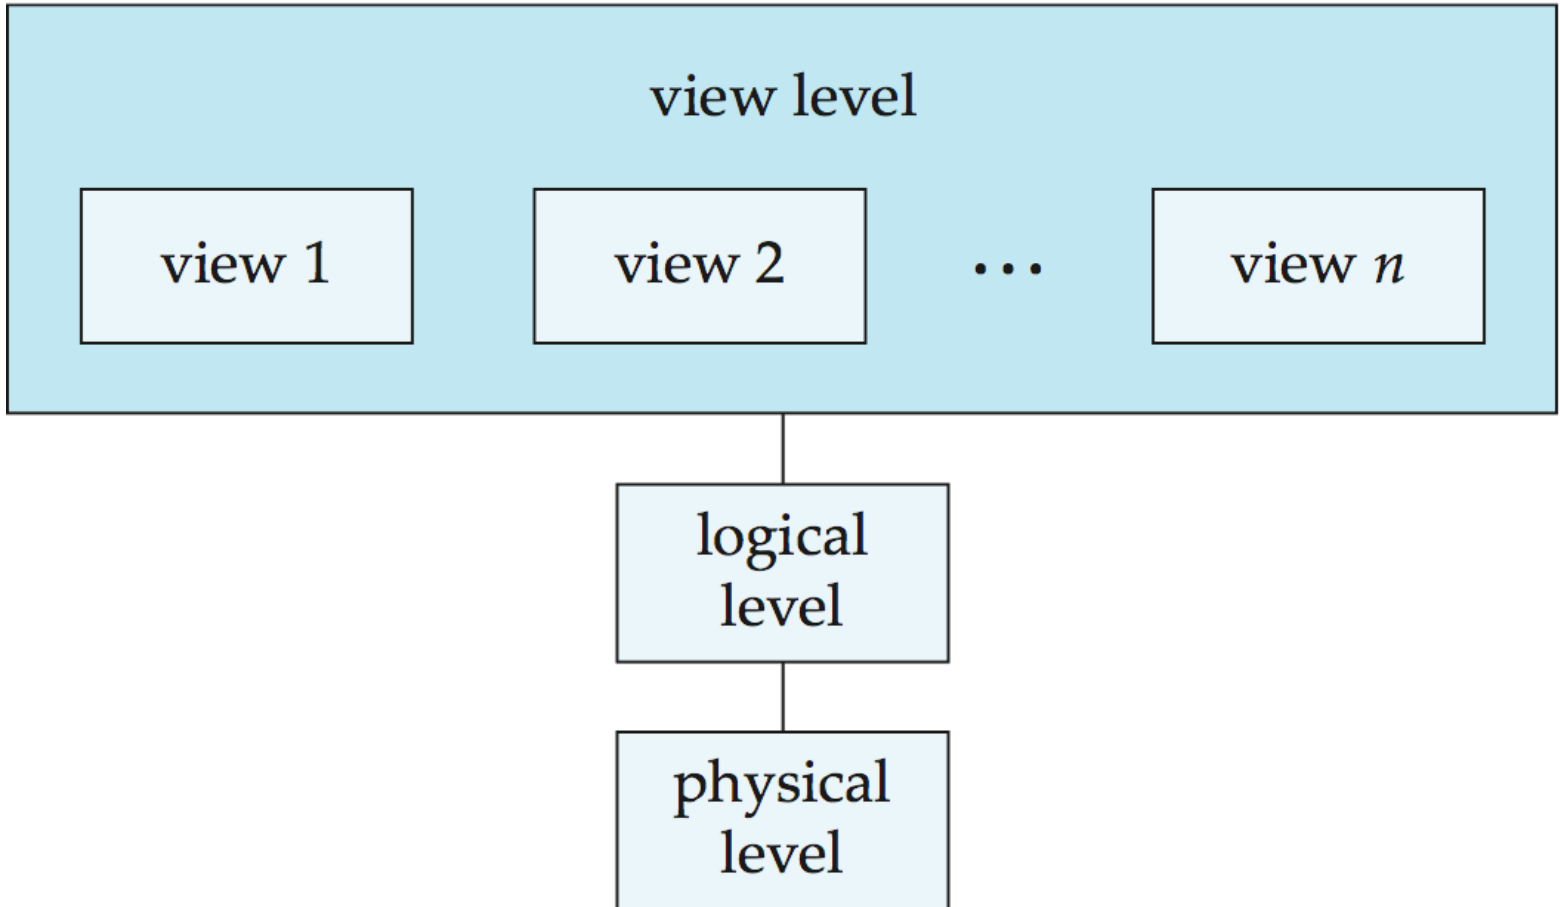 view level
view 1
view 2
...
view n
logical
level
physical
level